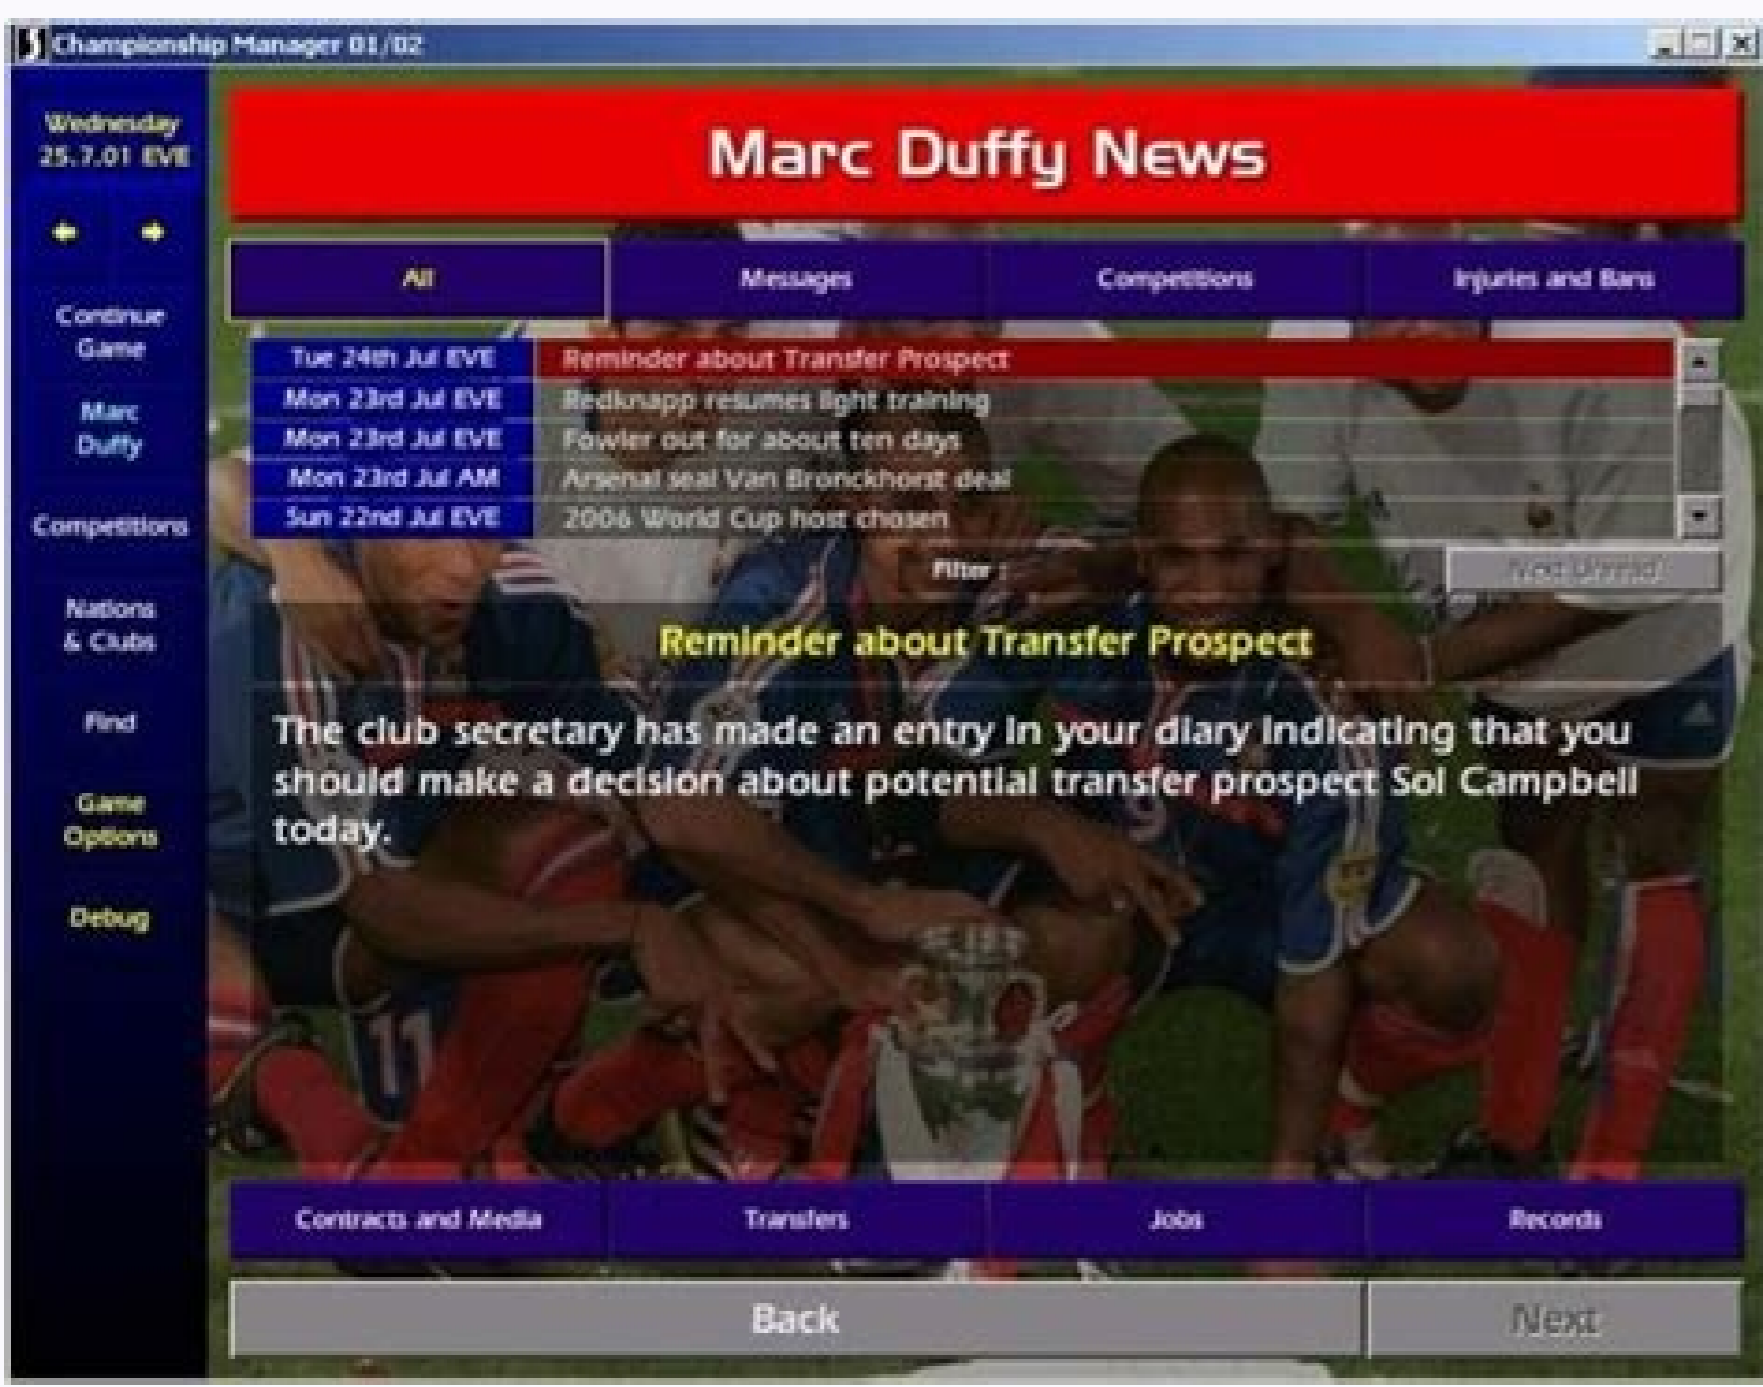 Championship Manager 01/02
Wednesday
25.7.01 EVE
Continue
Game
Marc
Duffy
Competitions
Nations
& Clubs
Find
Game
Options
Debug
Marc Duffy News
All Messages Competitions Injuries and Bans
Tue 24th Jul EVE Reminder about Transfer Prospect
Mon 23rd Jul EVE Redknapp resumes light training
Mon 23rd Jul EVE Fowler out for about ten days
Mon 23rd Jul AM Arsenal seal Van Bronckhorst deal
Sun 22nd Jul EVE 2006 World Cup host chosen
Filter :
Next Unread
Reminder about Transfer Prospect
The club secretary has made an entry in your diary indicating that you
should make a decision about potential transfer prospect Sol Campbell
today.
9
11
Contracts and Media Transfers Jobs Records
Back Next